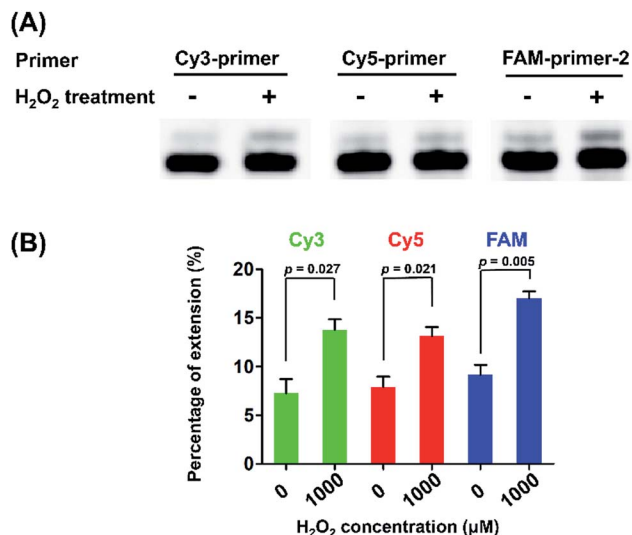 (A)
Primer Cy3-primer Cy5-primer FAM-primer-2
H₂O₂ treatment - + - + - +
(B)
Cy3 Cy5 FAM
p = 0.027 p = 0.021 p = 0.005
Percentage of extension (%)
20
15
10
5
0
0 1000 0 1000 0 1000
H₂O₂ concentration (μM)